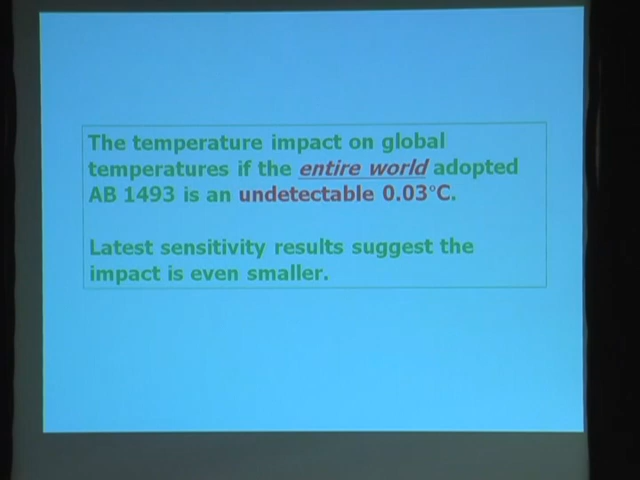 The temperature impact on global
temperatures if the entire world adopted
AB 1493 is an undetectable 0.03°C.
Latest sensitivity results suggest the
impact is even smaller.